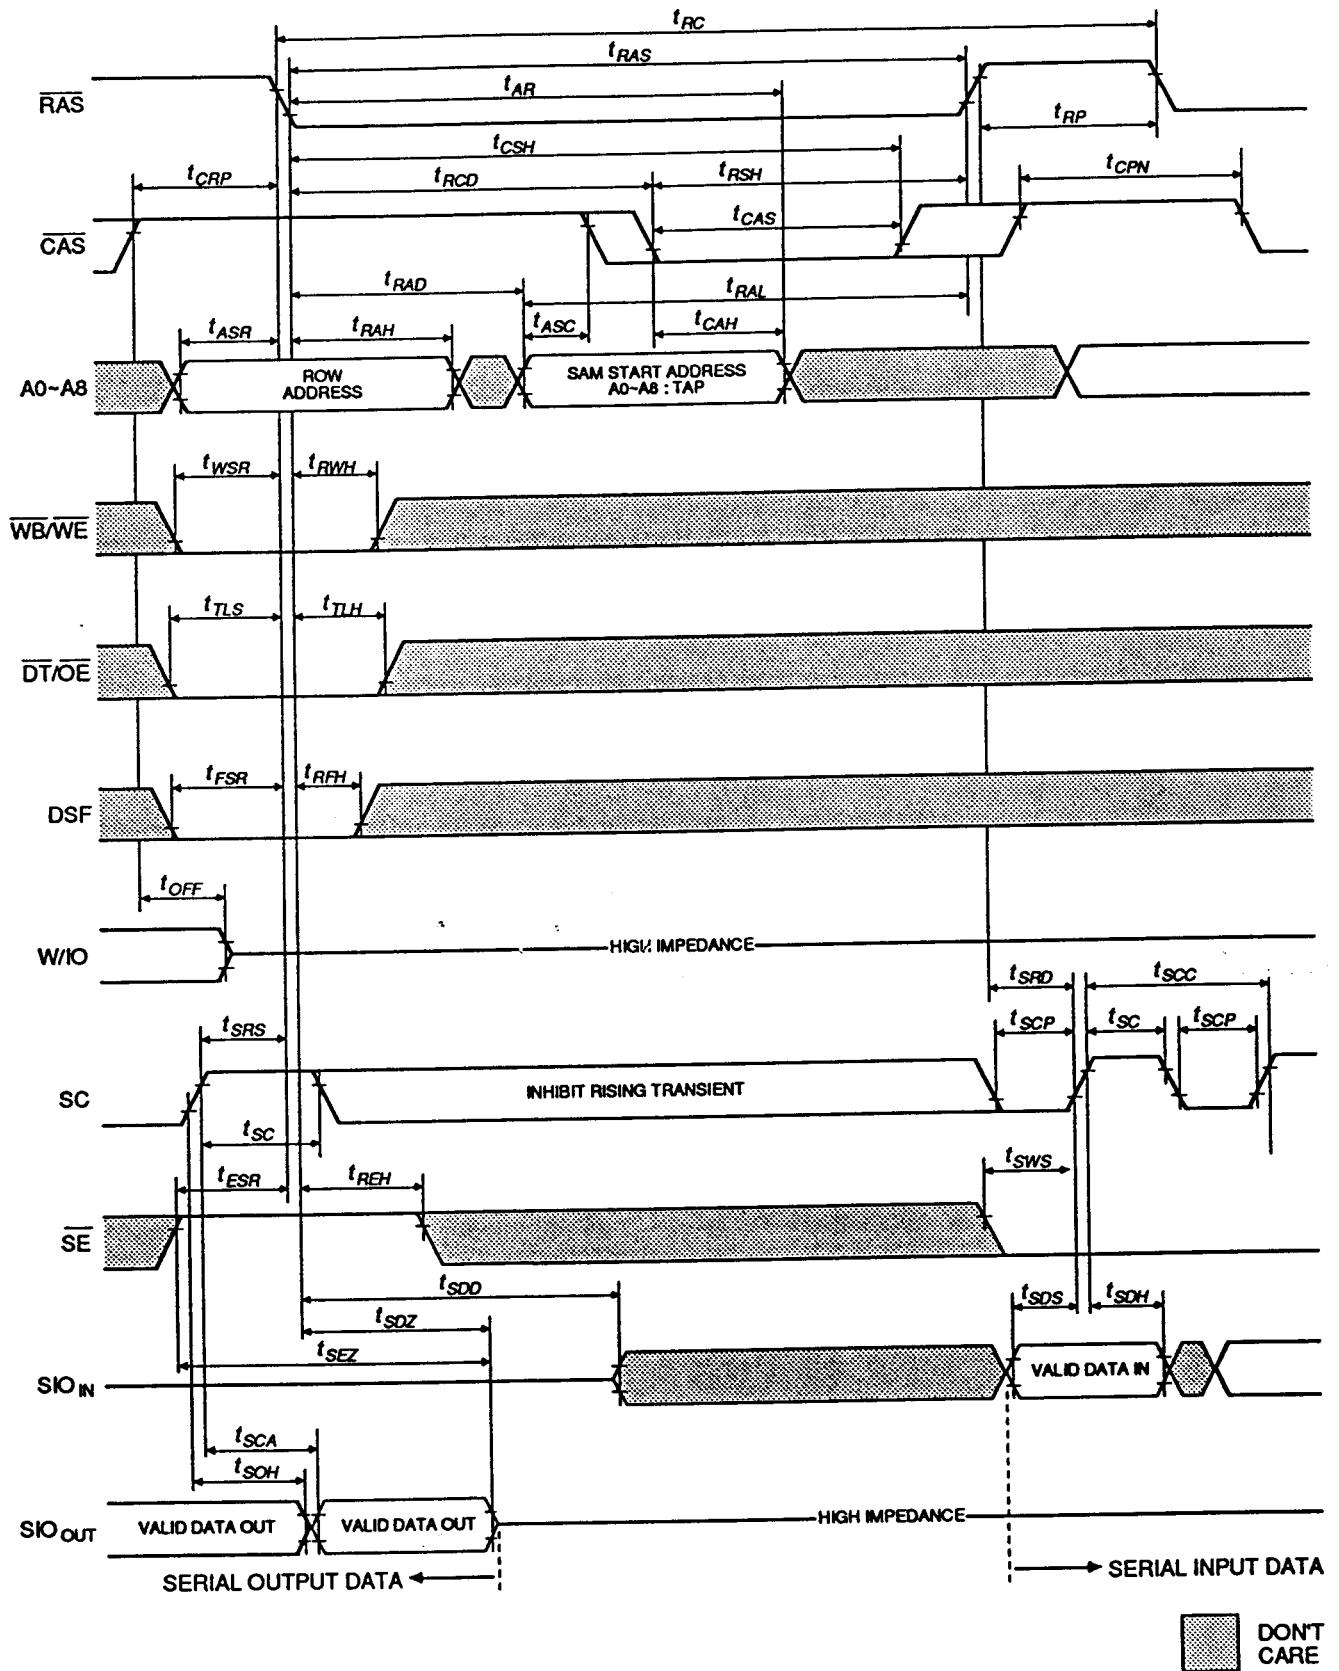 tRC
tRAS
RAS
tAR
tRP
tCSH
tCRP
tRCD
tRSH
tCPN
tCAS
CAS
tRAD
tRAL
tASR
tRAH
tASC
tCAH
A0~A8
ROW
ADDRESS
SAM START ADDRESS
A0~A8 : TAP
tWSR
tRWH
WB/WE
tTLS
tTLH
DT/OE
tFSR
tRFH
DSF
tOFF
W/IO
HIGH IMPEDANCE
tSRD
tSCC
tSRS
tSCP
tSC
tSCP
SC
INHIBIT RISING TRANSIENT
tSC
tESR
tREH
tSWS
SE
tSDD
tSDS
tSDH
tSDZ
tSEZ
SIO IN
VALID DATA IN
tSCA
tSOH
SIO OUT
VALID DATA OUT
VALID DATA OUT
HIGH IMPEDANCE
SERIAL OUTPUT DATA
SERIAL INPUT DATA
DON'T
CARE